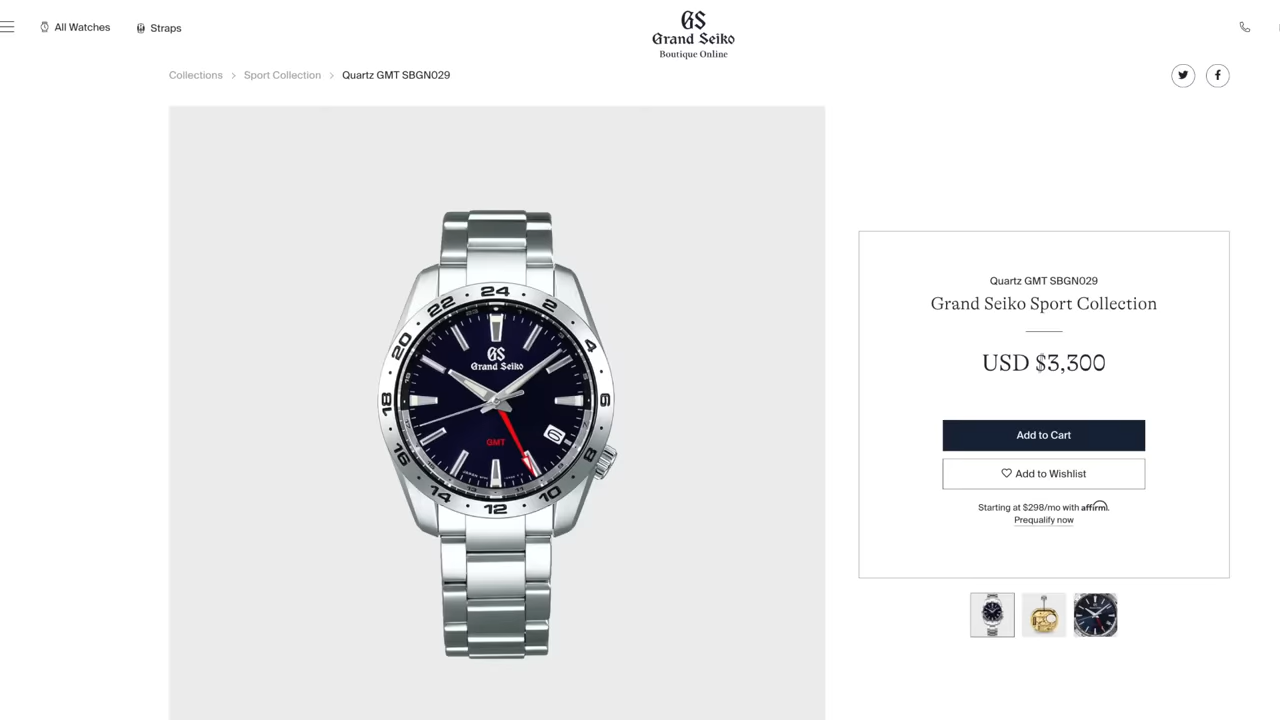 All Watches
Straps
GS
Grand Seiko
Boutique Online
Collections > Sport Collection > Quartz GMT SBGN029
24
2
4
6
8
10
12
14
16
18
20
22
GS
Grand Seiko
GMT
6
Quartz GMT SBGN029
Grand Seiko Sport Collection
USD $3,300
Add to Cart
Add to Wishlist
Starting at $298/mo with affirm.
Prequalify now